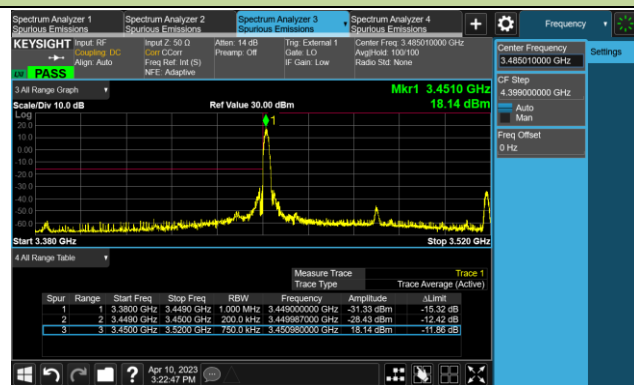 Spectrum Analyzer 1 Spectrum Analyzer 2 Spectrum Analyzer 3 Spectrum Analyzer 4 + Frequency
Spurious Emissions Spurious Emissions Spurious Emissions Spurious Emissions
KEYSIGHT Input: RF Input Z: 50 Ω Atten: 14 dB Trig: External 1 Center Freq: 3.485010000 GHz
Coupling: DC Corr CCorr Preamp: Off Gate: LO Avg|Hold: 100/100
Align: Auto Freq Ref: Int (S) IF Gain: Low Radio Std: None
NFE: Adaptive
PASS
Center Frequency
3.485010000 GHz
Settings
CF Step
4.399000000 GHz
Auto
Man
Freq Offset
0 Hz
3 All Range Graph
Mkr1 3.4510 GHz
Scale/Div 10.0 dB Ref Value 30.00 dBm 18.14 dBm
Log
20.0
10.0
0.00
-10.0
-20.0
-30.0
-40.0
-50.0
-60.0
1
Start 3.380 GHz Stop 3.520 GHz
4 All Range Table
Measure Trace Trace 1
Trace Type Trace Average (Active)
Spur Range Start Freq Stop Freq RBW Frequency Amplitude ΔLimit
1 1 3.3800 GHz 3.4490 GHz 1.000 MHz 3.449000000 GHz -31.33 dBm -15.32 dB
2 2 3.4490 GHz 3.4500 GHz 200.0 kHz 3.449987000 GHz -28.43 dBm -12.42 dB
3 3 3.4500 GHz 3.5200 GHz 750.0 kHz 3.450980000 GHz 18.14 dBm -11.86 dB
? Apr 10, 2023
3:22:47 PM